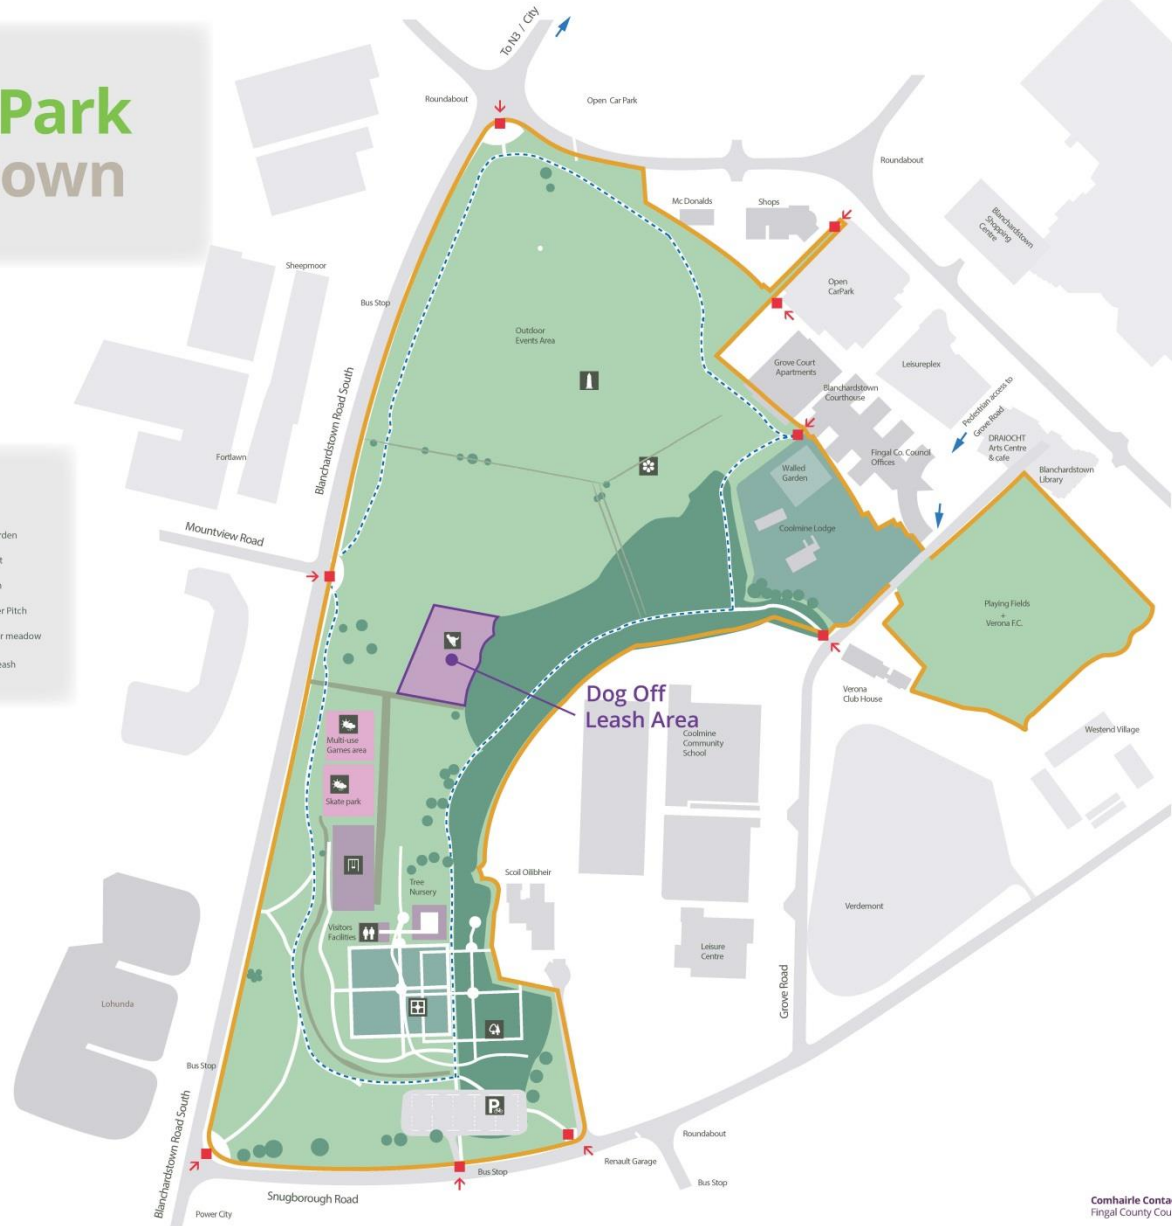 Park
own
To N3 / City
Roundabout
Open Car Park
Roundabout
Mc Donalds
Shops
Blanchardstown
Shopping
Centre
Sheepmoor
Bus Stop
Open
CarPark
Outdoor
Events Area
Grove Court
Apartments
Leisureplex
Blanchardstown
Courthouse
Pedestrian access to
Grove Road
Blanchardstown Road South
Fortlawn
Fingal Co. Council
Offices
DRAIOCHT
Arts Centre
& cafe
Blanchardstown
Library
Walled
Garden
Coolmine Lodge
Mountview Road
rden
t
n
er Pitch
r meadow
eash
Playing Fields
+
Verona F.C.
Dog Off
Leash Area
Verona
Club House
Westend Village
Coolmine
Community
School
Multi-use
Games area
Skate park
Scoil Oilibheir
Tree
Nursery
Visitors
Facilities
Verdemont
Leisure
Centre
Grove Road
Lohunda
Bus Stop
P
Blanchardstown Road South
Roundabout
Renault Garage
Bus Stop
Bus Stop
Snugborough Road
Power City
Comhairle Conta
Fingal County Cou